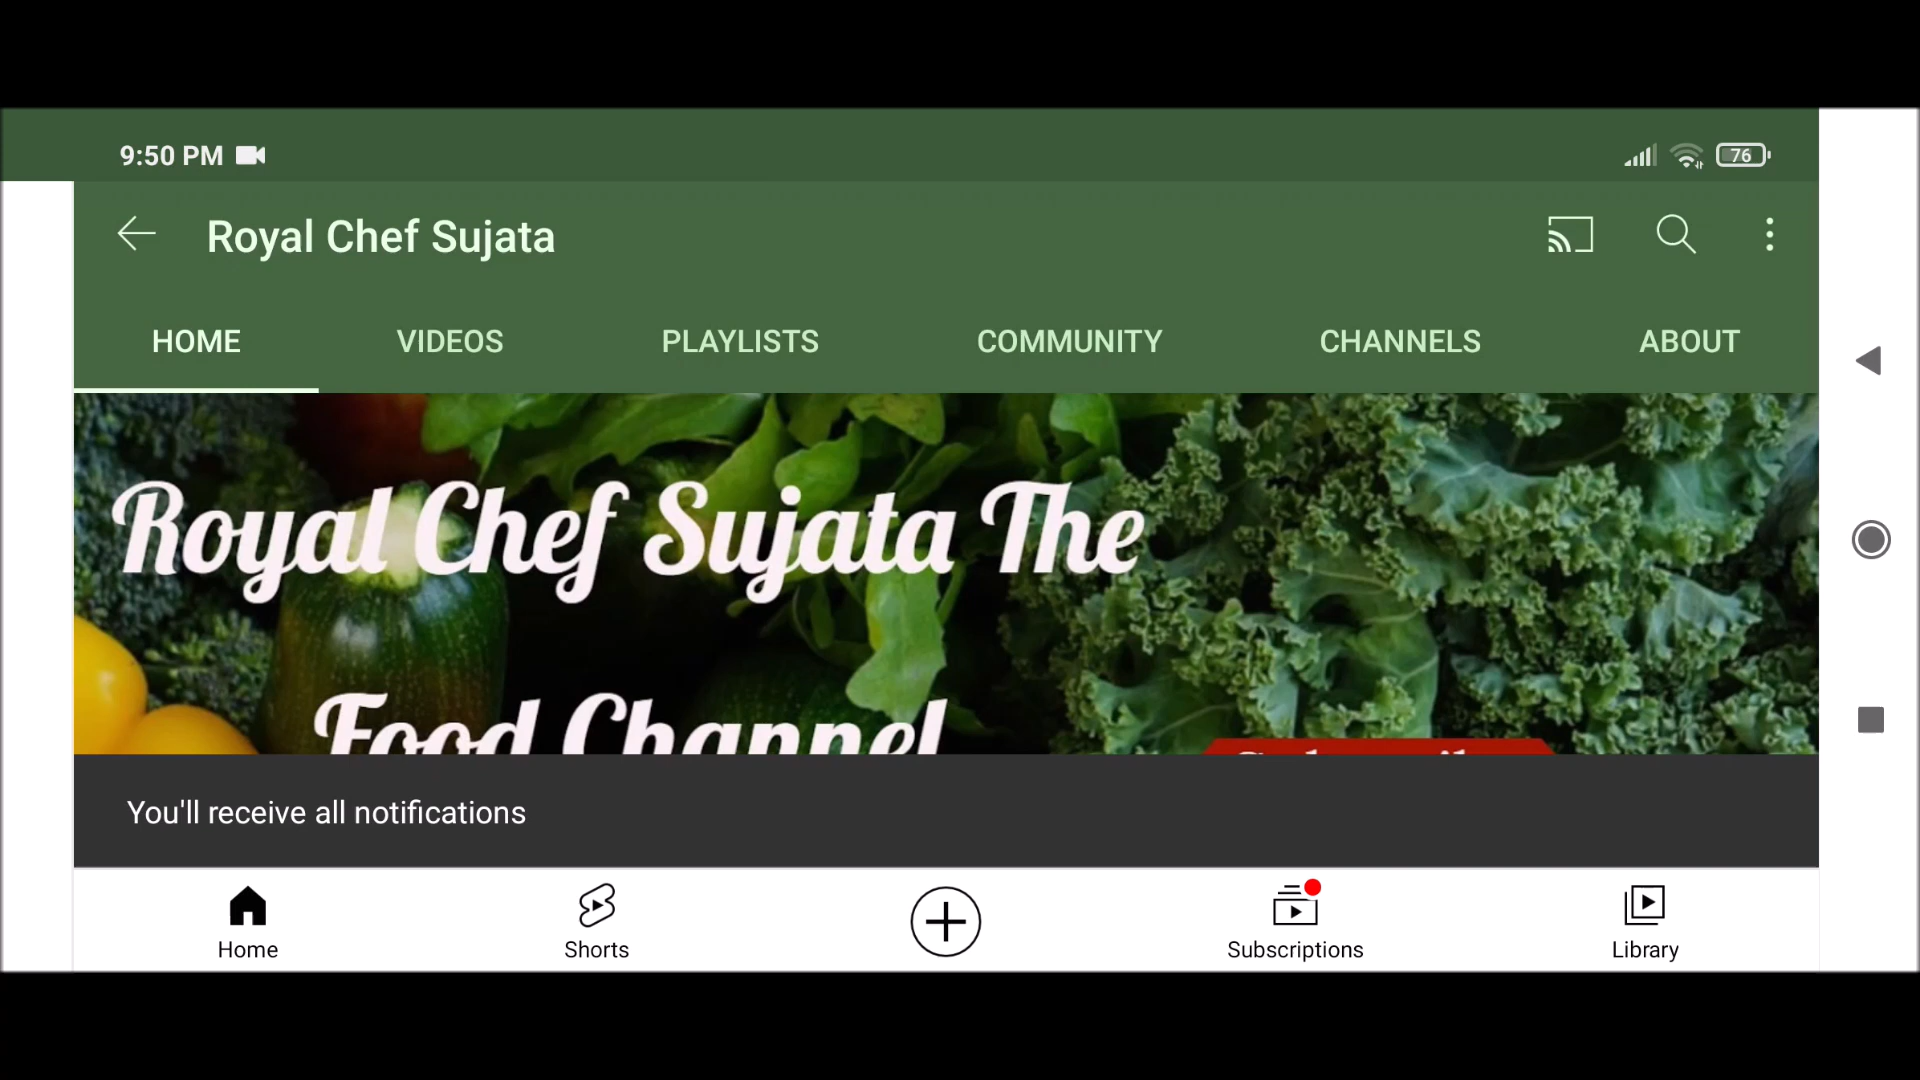 9:50 PM
76
Royal Chef Sujata
HOME VIDEOS PLAYLISTS COMMUNITY CHANNELS ABOUT
Royal Chef Sujata The
Food Channel
You'll receive all notifications
Home Shorts Subscriptions Library